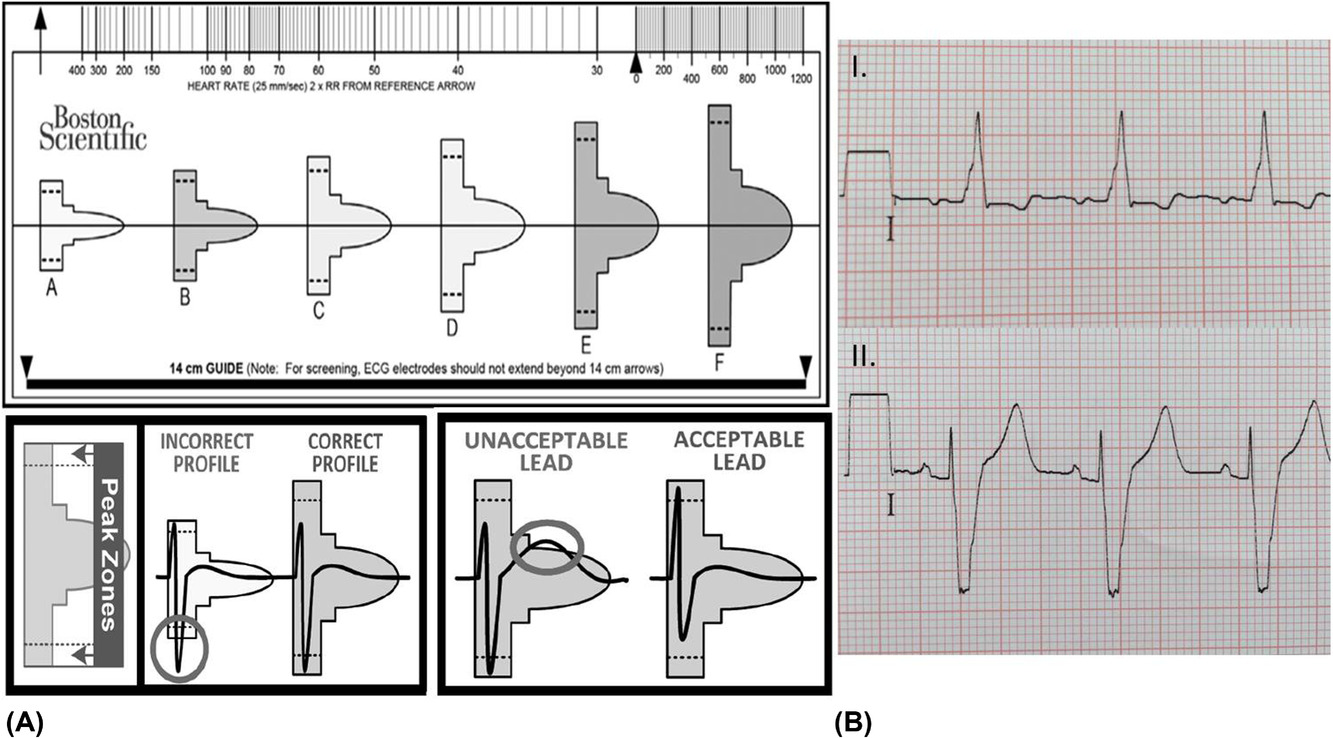 400 300 200 150 100 90 80 70 60 50 40 30 0 200 400 600 800 1000 1200
HEART RATE (25 mm/sec) 2 x RR FROM REFERENCE ARROW
Boston
Scientific
A
B
C
D
E
F
14 cm GUIDE (Note: For screening, ECG electrodes should not extend beyond 14 cm arrows)
Peak Zones
INCORRECT
PROFILE
CORRECT
PROFILE
UNACCEPTABLE
LEAD
ACCEPTABLE
LEAD
(A)
I.
I
II.
I
(B)